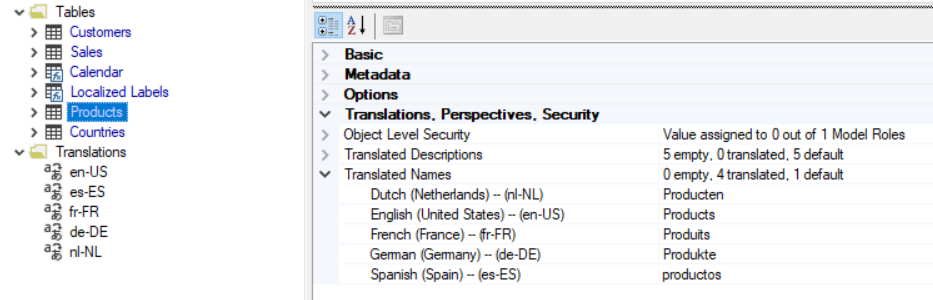 Tables
Customers
Sales
Calendar
Localized Labels
Products
Countries
Translations
en-US
es-ES
fr-FR
de-DE
nl-NL
Basic
Metadata
Options
Translations, Perspectives, Security
Object Level Security Value assigned to 0 out of 1 Model Roles
Translated Descriptions 5 empty, 0 translated, 5 default
Translated Names 0 empty, 4 translated, 1 default
Dutch (Netherlands) -- (nl-NL) Producten
English (United States) -- (en-US) Products
French (France) -- (fr-FR) Produits
German (Germany) -- (de-DE) Produkte
Spanish (Spain) -- (es-ES) productos